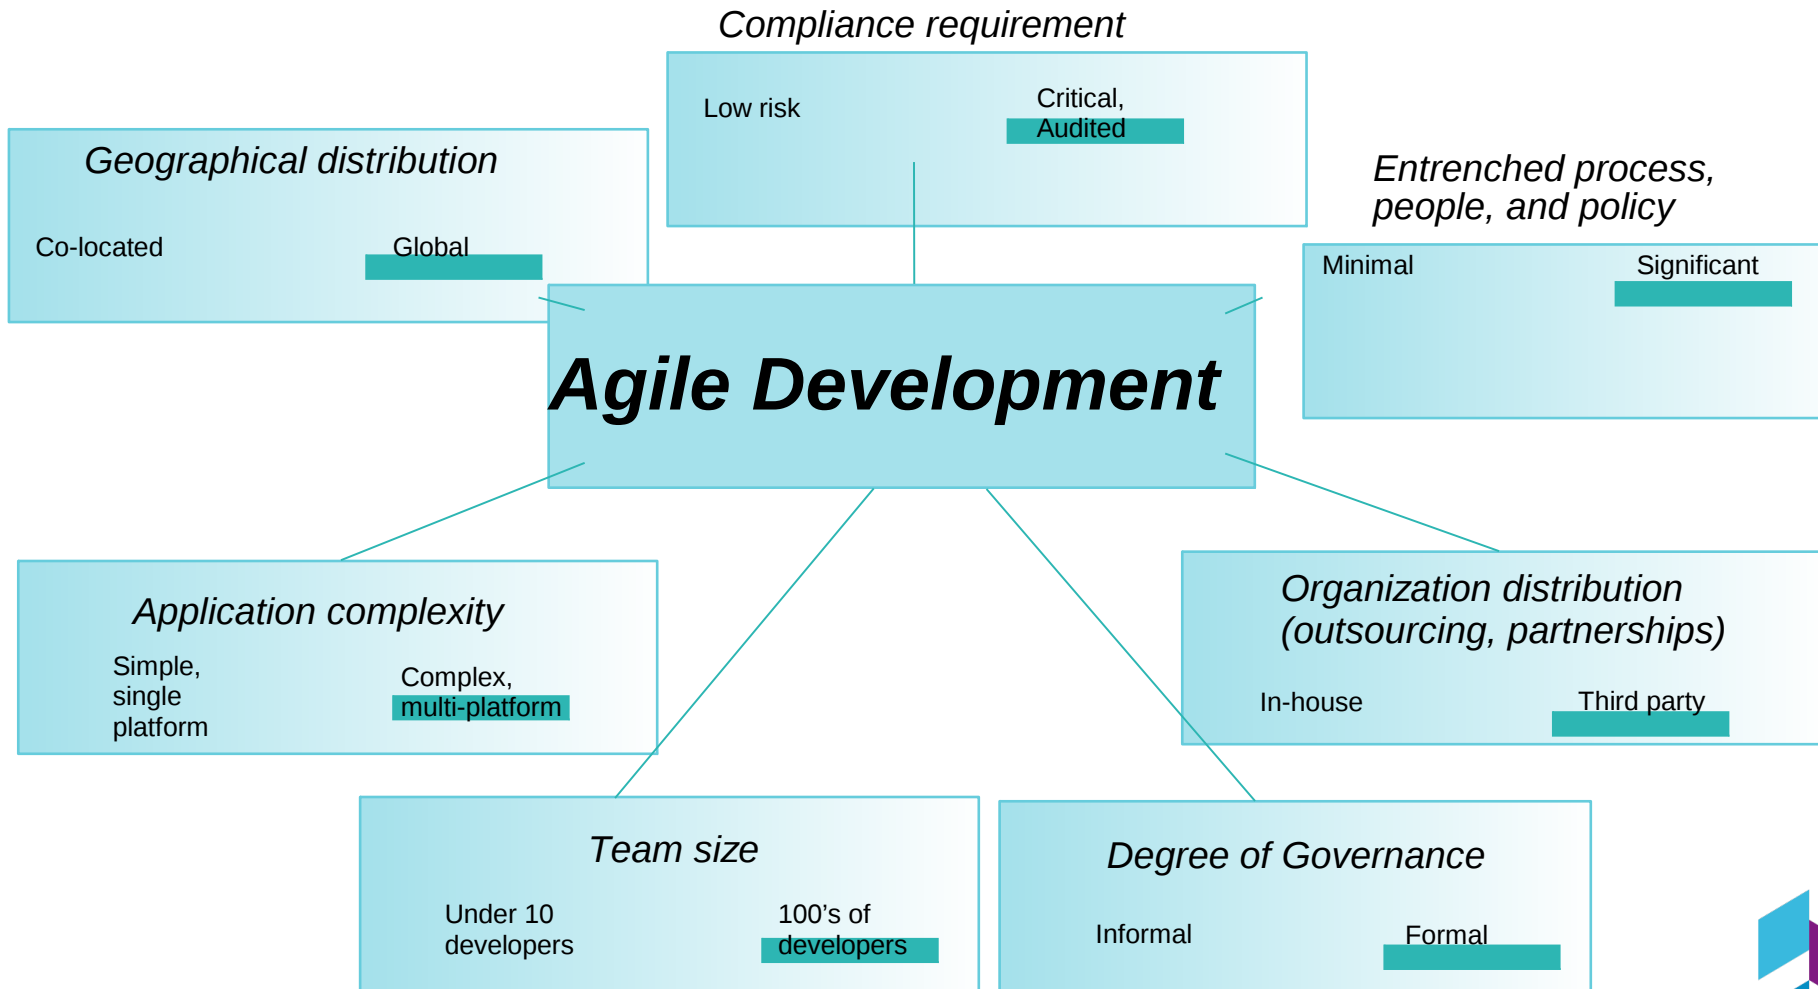 Compliance requirement
Low risk
Critical,
Audited
Geographical distribution
Co-located
Global
Entrenched process,
people, and policy
Minimal
Significant
Agile Development
Application complexity
Simple,
single
platform
Complex,
multi-platform
Organization distribution
(outsourcing, partnerships)
In-house
Third party
Team size
Under 10
developers
100’s of
developers
Degree of Governance
Informal
Formal